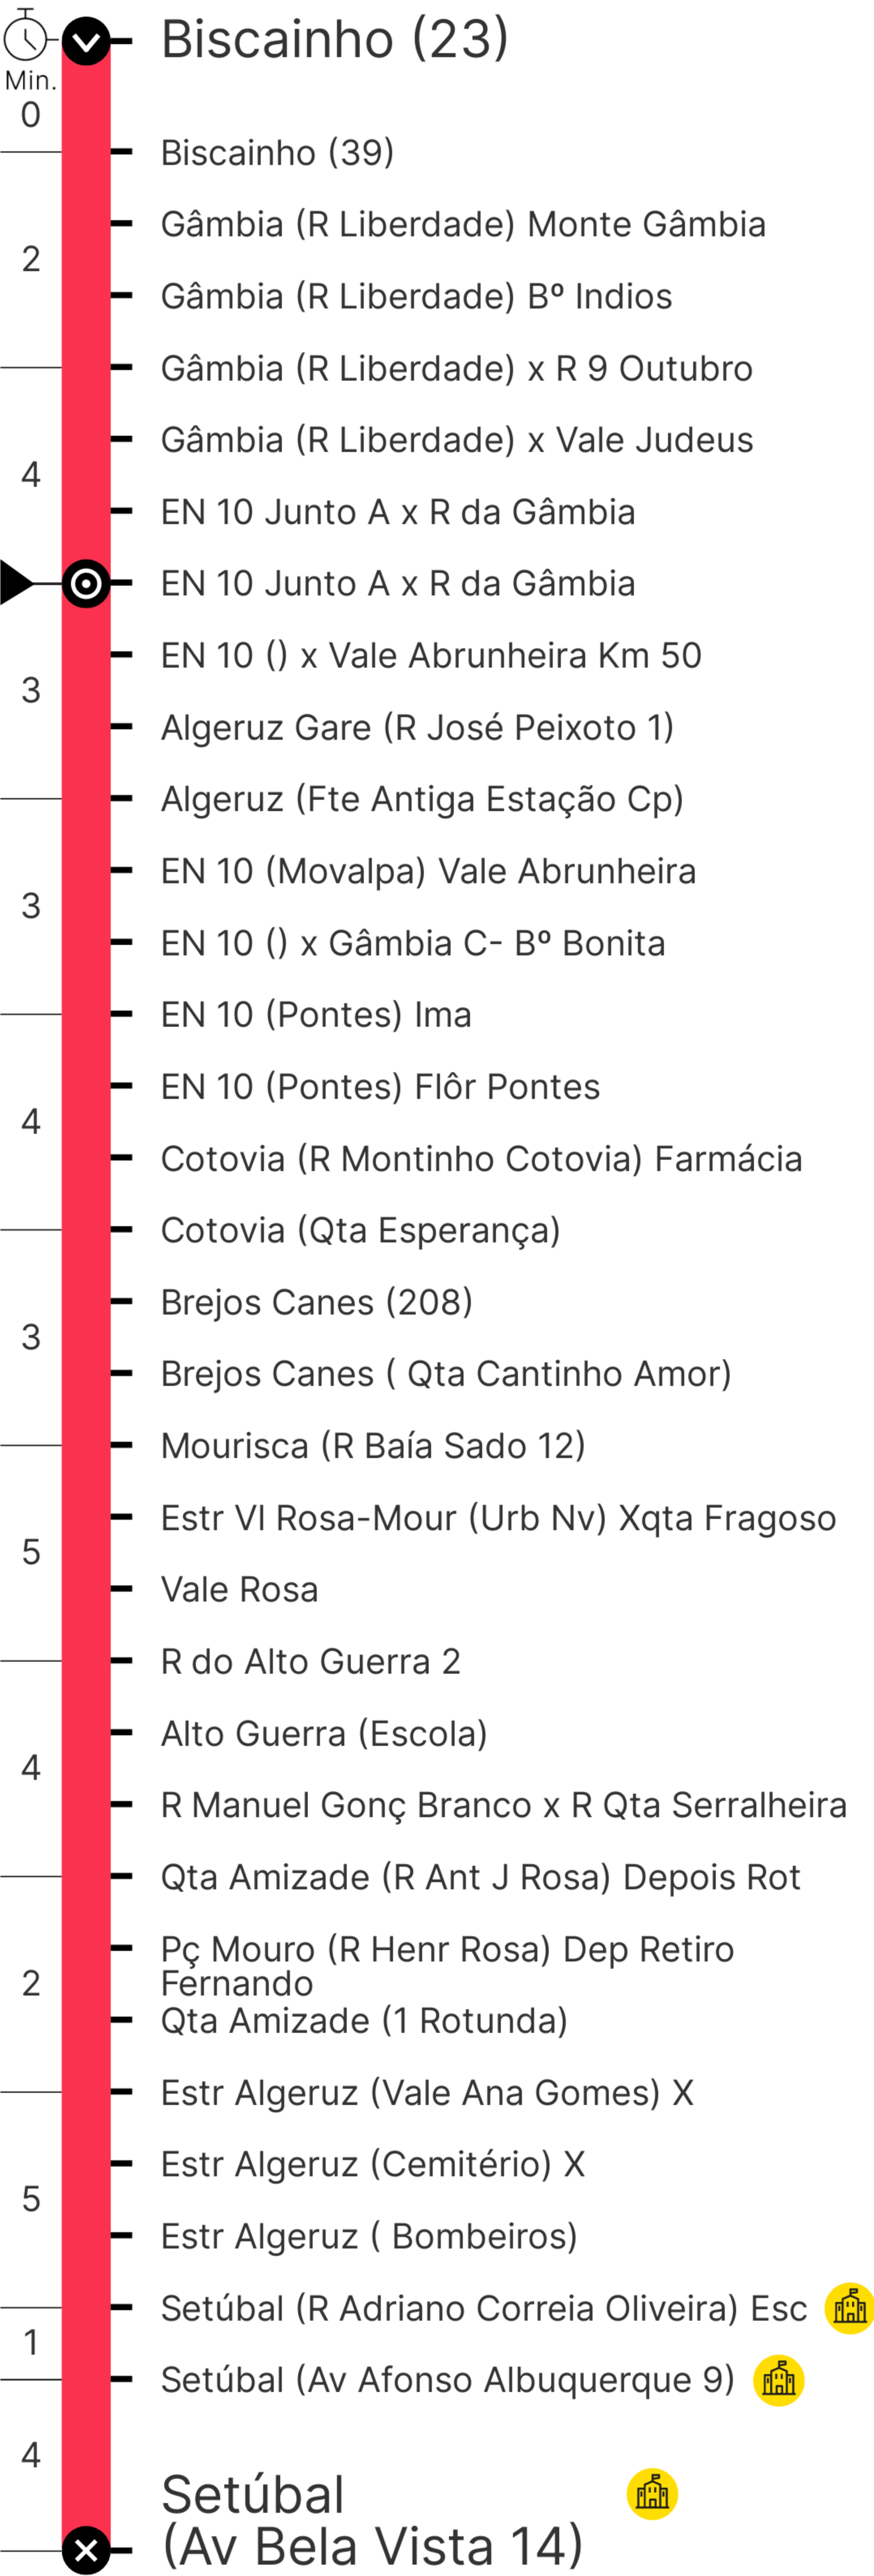 Biscainho (23)
Min.
0
Biscainho (39)
Gâmbia (R Liberdade) Monte Gâmbia
2
Gâmbia (R Liberdade) Bº Indios
Gâmbia (R Liberdade) x R 9 Outubro
Gâmbia (R Liberdade) x Vale Judeus
4
EN 10 Junto A x R da Gâmbia
EN 10 Junto A x R da Gâmbia
EN 10 () x Vale Abrunheira Km 50
3
Algeruz Gare (R José Peixoto 1)
Algeruz (Fte Antiga Estação Cp)
EN 10 (Movalpa) Vale Abrunheira
3
EN 10 () x Gâmbia C- Bº Bonita
EN 10 (Pontes) Ima
EN 10 (Pontes) Flôr Pontes
4
Cotovia (R Montinho Cotovia) Farmácia
Cotovia (Qta Esperança)
Brejos Canes (208)
3
Brejos Canes ( Qta Cantinho Amor)
Mourisca (R Baía Sado 12)
Estr Vl Rosa-Mour (Urb Nv) Xqta Fragoso
5
Vale Rosa
R do Alto Guerra 2
Alto Guerra (Escola)
4
R Manuel Gonç Branco x R Qta Serralheira
Qta Amizade (R Ant J Rosa) Depois Rot
Pç Mouro (R Henr Rosa) Dep Retiro
Fernando
2
Qta Amizade (1 Rotunda)
Estr Algeruz (Vale Ana Gomes) X
Estr Algeruz (Cemitério) X
5
Estr Algeruz ( Bombeiros)
Setúbal (R Adriano Correia Oliveira) Esc
1
Setúbal (Av Afonso Albuquerque 9)
4
Setúbal
(Av Bela Vista 14)